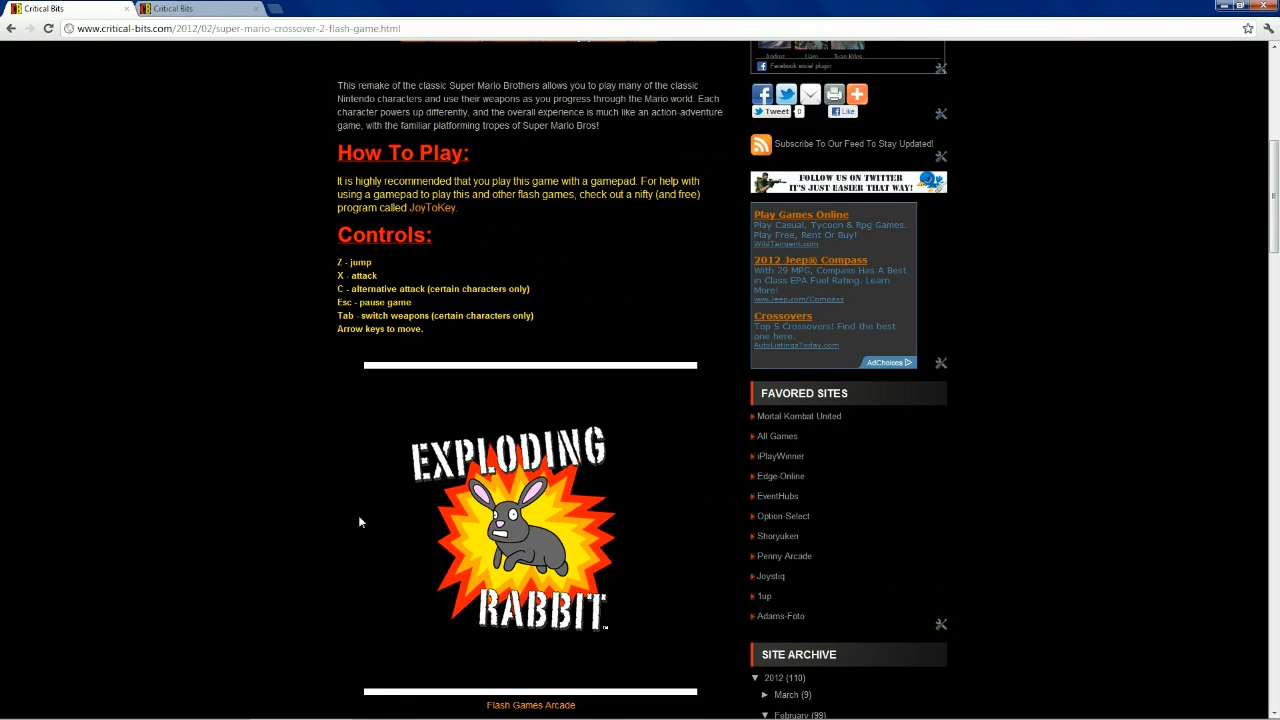 Critical Bits
Critical Bits
www.critical-bits.com/2012/02/super-mario-crossover-2-flash-game.html
This remake of the classic Super Mario Brothers allows you to play many of the classic
Nintendo characters and use their weapons as you progress through the Mario world. Each
character powers up differently, and the overall experience is much like an action-adventure
game, with the familiar platforming tropes of Super Mario Bros!
How To Play:
It is highly recommended that you play this game with a gamepad. For help with
using a gamepad to play this and other flash games, check out a nifty (and free)
program called JoyToKey.
Controls:
Z - jump
X - attack
C - alternative attack (certain characters only)
Esc - pause game
Tab - switch weapons (certain characters only)
Arrow keys to move.
EXPLODING
RABBIT
TM
Flash Games Arcade
Facebook social plugin
Tweet
0
Like
Subscribe To Our Feed To Stay Updated!
FOLLOW US ON TWITTER
IT'S JUST EASIER THAT WAY!
Play Games Online
Play Casual, Tycoon & Rpg Games.
Play Free, Rent Or Buy!
WildTangent.com
2012 Jeep® Compass
With 29 MPG, Compass Has A Best
in Class EPA Fuel Rating. Learn
More!
www.Jeep.com/Compass
Crossovers
Top 5 Crossovers! Find the best
one here.
AutoListingsToday.com
AdChoices
FAVORED SITES
Mortal Kombat United
All Games
iPlayWinner
Edge-Online
EventHubs
Option-Select
Shoryuken
Penny Arcade
Joystiq
1up
Adams-Foto
SITE ARCHIVE
2012 (110)
March (9)
February (99)